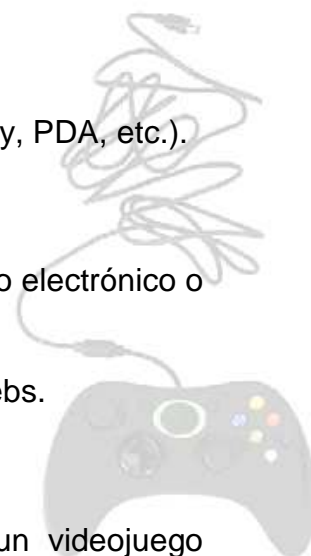 y, PDA, etc.).
o electrónico o
ebs.
un videojuego